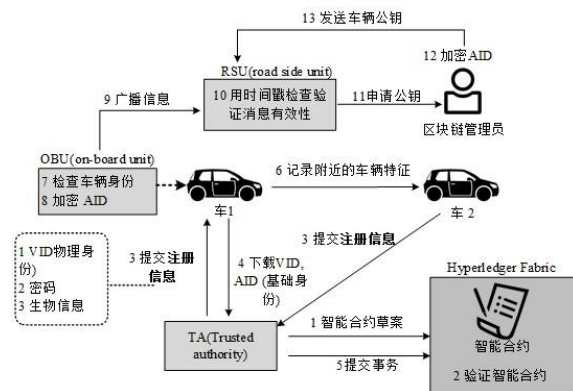 13 发送车辆公钥
RSU(road side unit)
12 加密AID
9 广播信息
10 用时间戳检查验
证消息有效性
11申请公钥
区块链管理员
OBU(on-board unit)
7 检查车辆身份
8 加密 AID
6 记录附近的车辆特征
车1
车 2
1 VID物理身
份)
2 密码
3 生物信息
3 提交注册
信息
4 下载VID,
AID (基础身
份)
3 提交注册信息
Hyperledger Fabric
TA(Trusted
authority)
1 智能合约草案
5提交事务
智能合约
2 验证智能合约